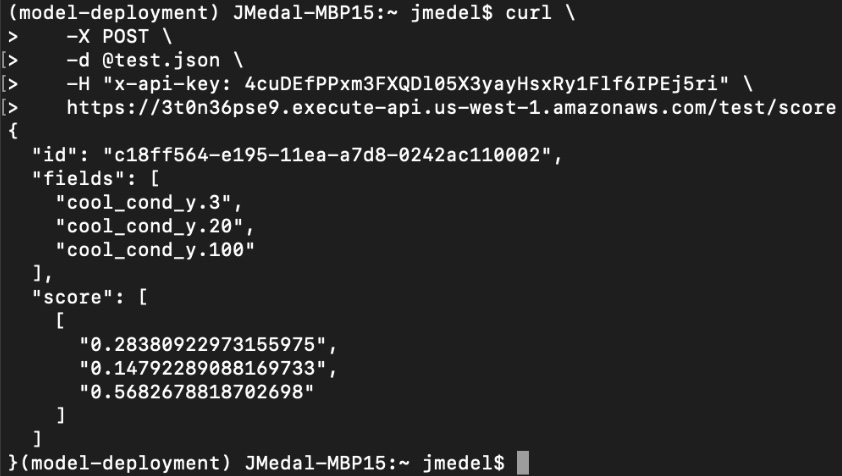 (model-deployment) JMedal-MBP15:~ jmedel$ curl \
>    -X POST \
[>    -d @test.json \
[>    -H "x-api-key: 4cuDEfPPxm3FXQDl05X3yayHsxRy1Flf6IPEj5ri" \
[>    https://3t0n36pse9.execute-api.us-west-1.amazonaws.com/test/score
{
  "id": "c18ff564-e195-11ea-a7d8-0242ac110002",
  "fields": [
    "cool_cond_y.3",
    "cool_cond_y.20",
    "cool_cond_y.100"
  ],
  "score": [
    [
      "0.28380922973155975",
      "0.14792289088169733",
      "0.5682678818702698"
    ]
  ]
}(model-deployment) JMedal-MBP15:~ jmedel$